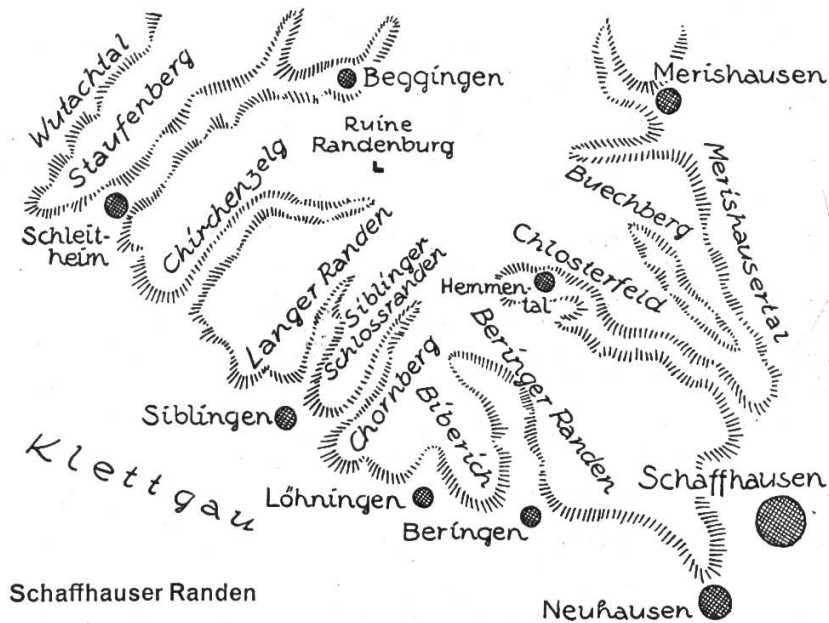 Wutachtal
Staufenberg
Beggingen
Merishausen
Ruine
Randenburg
Schleit-
heim
Chirchenzelg
Buechberg
Merishausertal
Langer Randen
Siblinger
Schlossranden
Hemmen-
tal
Chlosterfeld
Siblingen
Chornberg
Biberich
Beringer Randen
Klettgau
Löhningen
Beringen
Schaffhausen
Neuhausen
Schaffhauser Randen